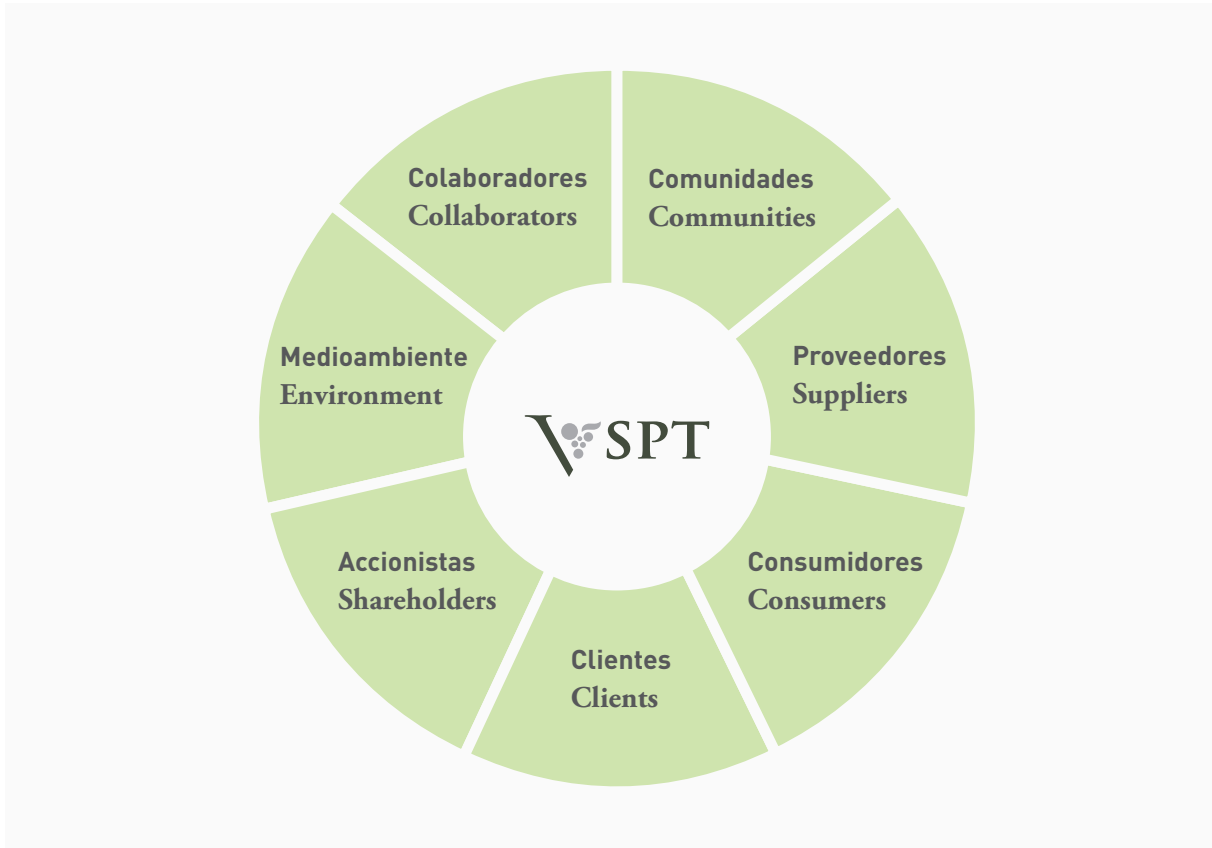 Colaboradores
Collaborators
Comunidades
Communities
Medioambiente
Environment
Proveedores
Suppliers
VSPT
Accionistas
Shareholders
Consumidores
Consumers
Clientes
Clients